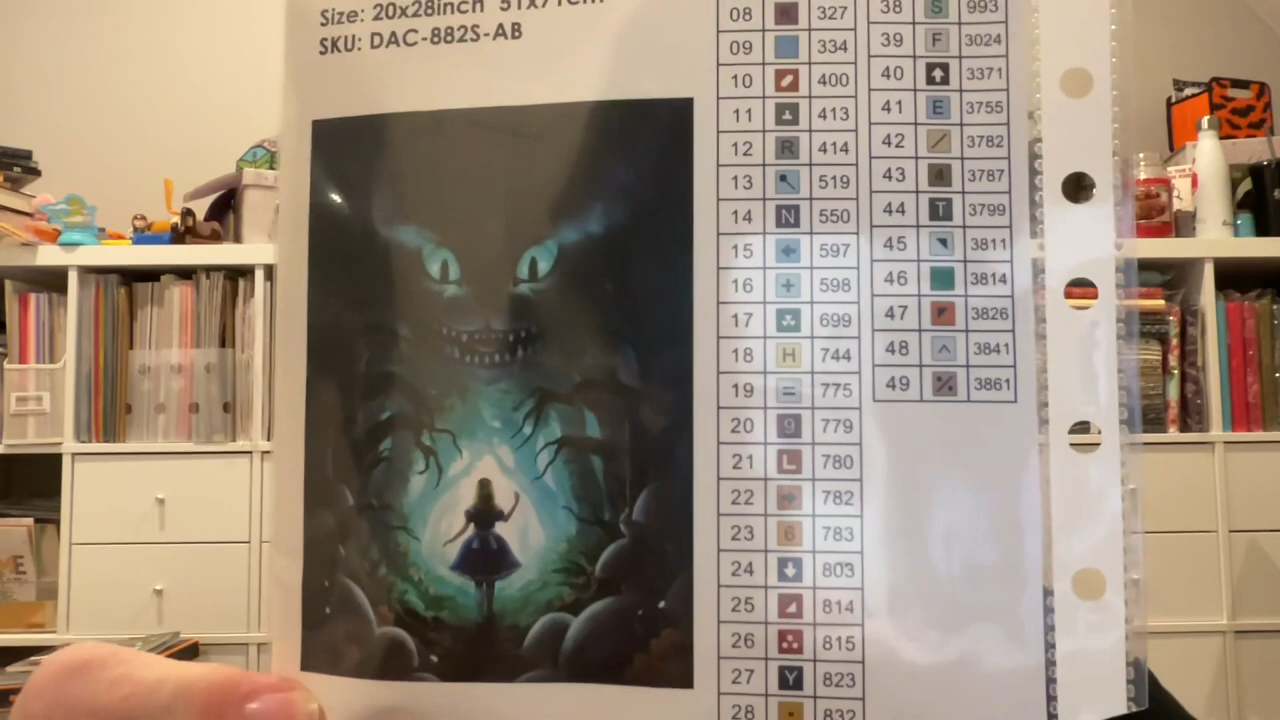 Size: 20x28inch 51x71cm
SKU: DAC-882S-AB
08 K 327
09 334
10 400
11 413
12 R 414
13 519
14 N 550
15 597
16 + 598
17 699
18 H 744
19 = 775
20 9 779
21 L 780
22 782
23 6 783
24 803
25 814
26 815
27 Y 823
28 832
38 S 993
39 F 3024
40 3371
41 E 3755
42 / 3782
43 4 3787
44 T 3799
45 3811
46 3814
47 3826
48 ^ 3841
49 % 3861